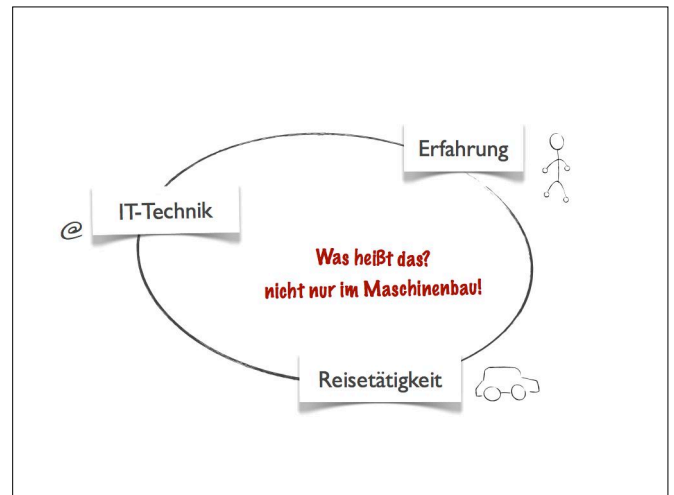 Erfahrung
IT-Technik
@
Was heißt das?
nicht nur im Maschinenbau!
Reisetätigkeit